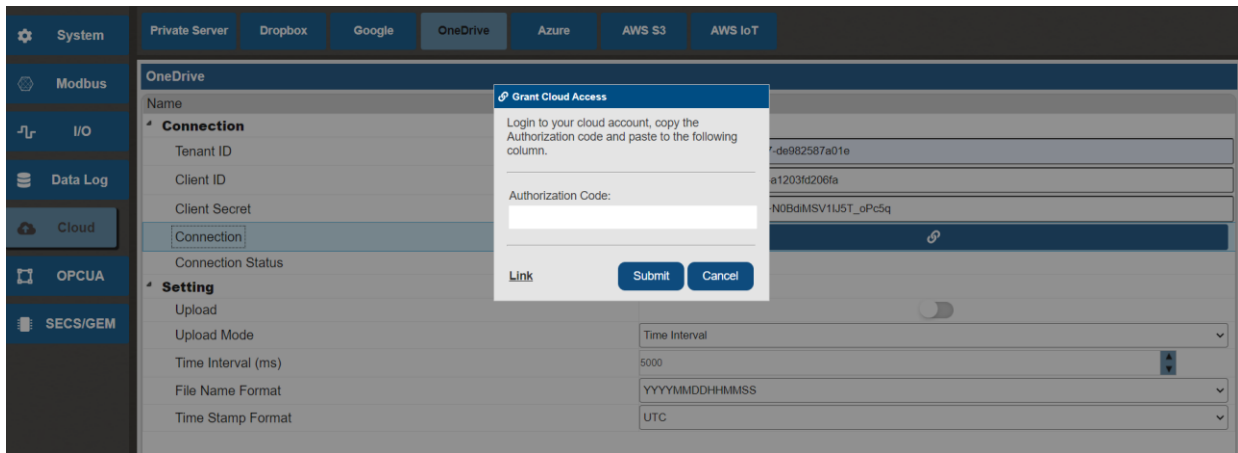 System
Modbus
I/O
Data Log
Cloud
OPCUA
SECS/GEM
Private Server Dropbox Google OneDrive Azure AWS S3 AWS IoT
OneDrive
Name
Connection
Tenant ID -de982587a01e
Client ID a1203fd206fa
Client Secret
Connection
Connection Status
Setting
Upload
Upload Mode Time Interval
Time Interval (ms) 5000
File Name Format YYYYMMDDHHMMSS
Time Stamp Format UTC
Grant Cloud Access
Login to your cloud account, copy the
Authorization code and paste to the following
column.
Authorization Code:
Link Submit Cancel